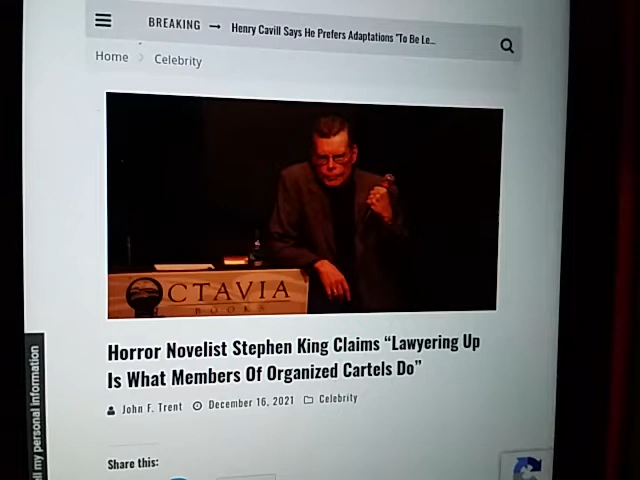 BREAKING → Henry Cavill Says He Prefers Adaptations "To Be Le...
Home > Celebrity
OCTAVIA
BOOKS
Horror Novelist Stephen King Claims “Lawyering Up
Is What Members Of Organized Cartels Do”
John F. Trent December 16, 2021 Celebrity
Share this:
ll my personal information